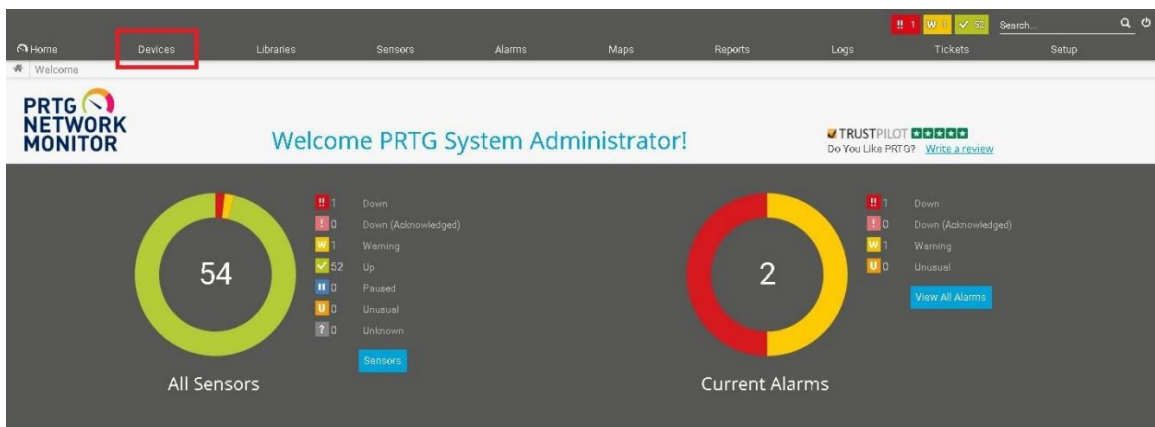 !! 1 W 1 52 Search...
Home Devices Libraries Sensors Alarms Maps Reports Logs Tickets Setup
Welcome
PRTG
NETWORK
MONITOR
Welcome PRTG System Administrator!
TRUSTPILOT
Do You Like PRTG? Write a review
54
!! 1 Down
! 0 Down (Acknowledged)
W 1 Warning
52 Up
0 Paused
U 0 Unusual
? 0 Unknown
Sensors
All Sensors
2
!! 1 Down
! 0 Down (Acknowledged)
W 1 Warning
U 0 Unusual
View All Alarms
Current Alarms